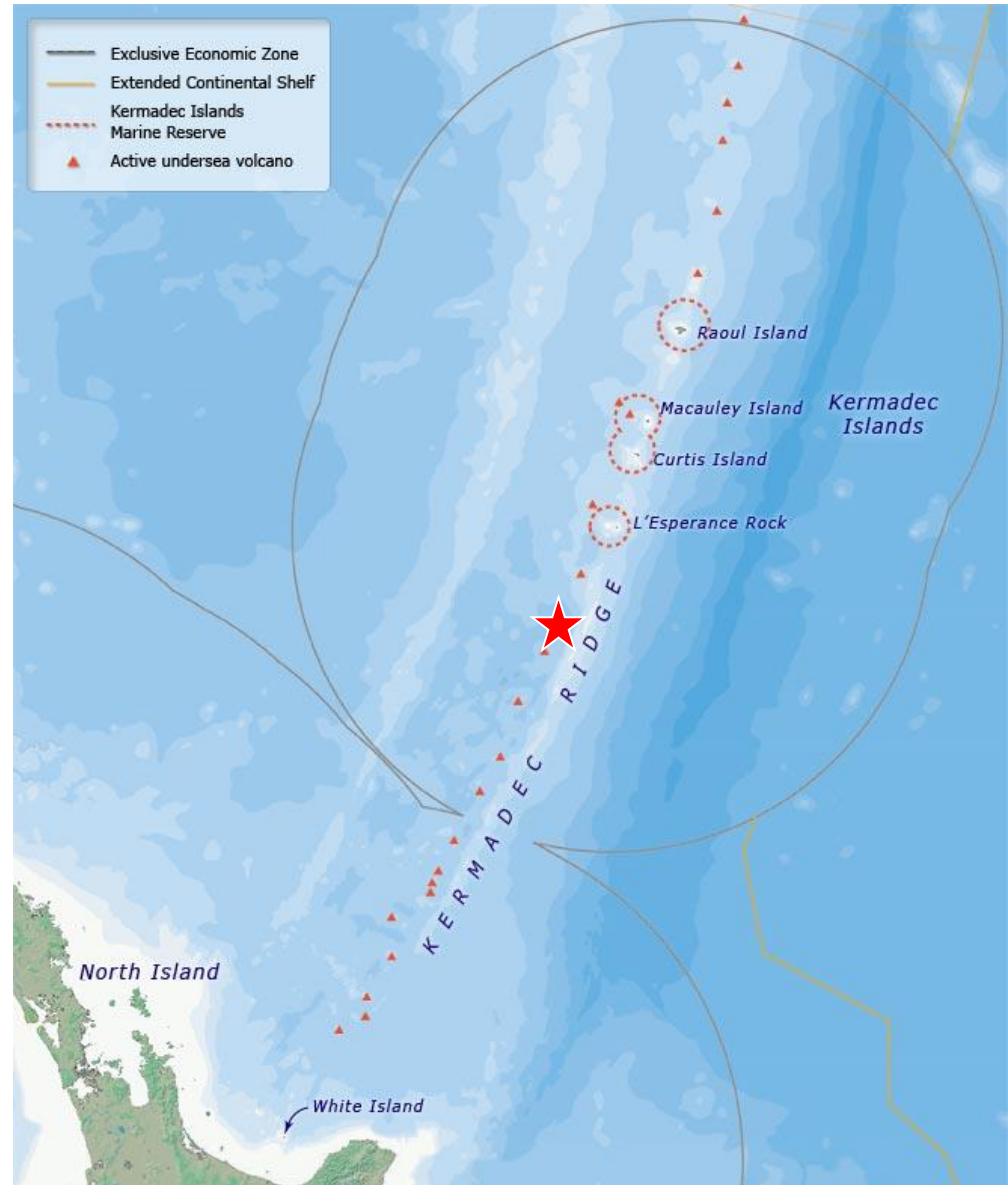 Exclusive Economic Zone
Extended Continental Shelf
Kermadec Islands
Marine Reserve
Active undersea volcano
Raoul Island
Macauley Island
Kermadec
Islands
Curtis Island
L'Esperance Rock
KERMADEC RIDGE
North Island
White Island